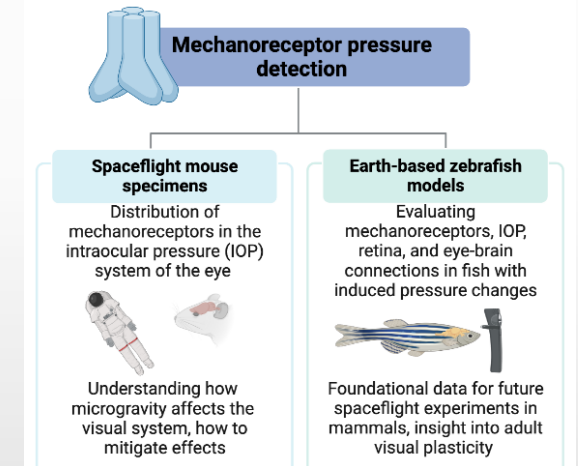 Mechanoreceptor pressure
detection
Spaceflight mouse
specimens
Distribution of
mechanoreceptors in the
intraocular pressure (IOP)
system of the eye
Understanding how
microgravity affects the
visual system, how to
mitigate effects
Earth-based zebrafish
models
Evaluating
mechanoreceptors, IOP,
retina, and eye-brain
connections in fish with
induced pressure changes
Foundational data for future
spaceflight experiments in
mammals, insight into adult
visual plasticity